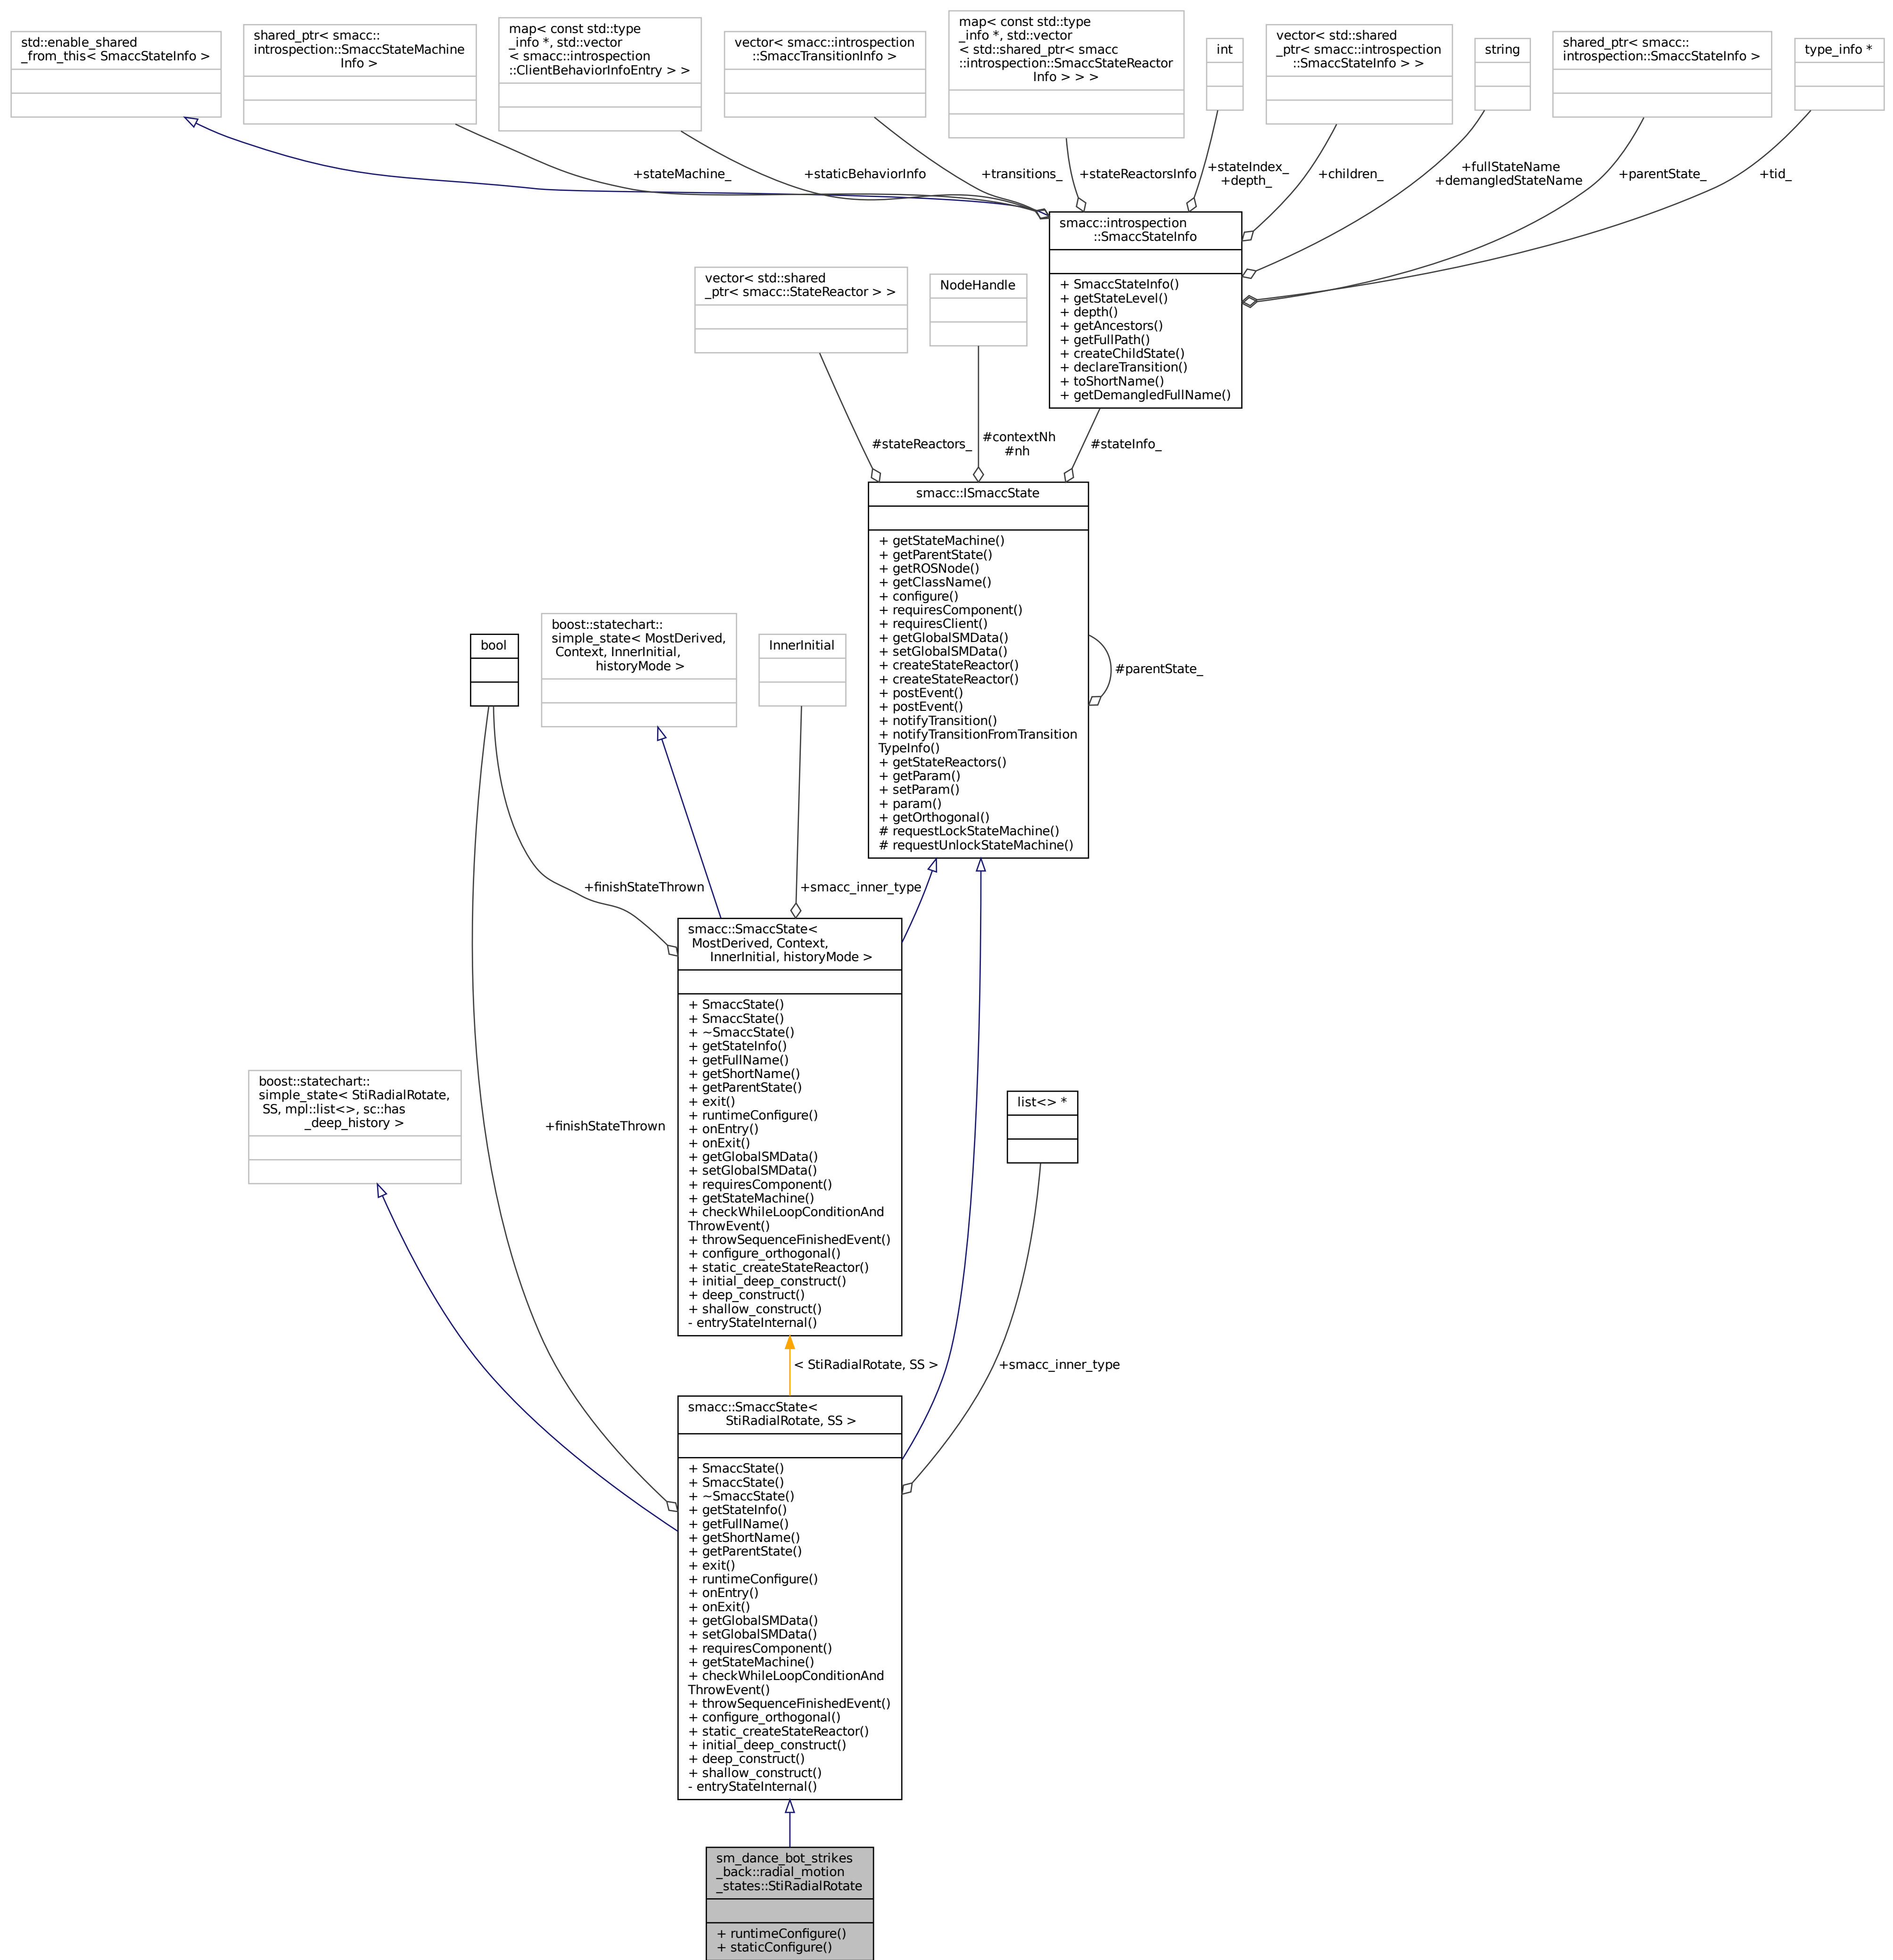 std::enable_shared
_from_this< SmaccStateInfo >
shared_ptr< smacc::
introspection::SmaccStateMachine
Info >
map< const std::type
_info *, std::vector
< smacc::introspection
::ClientBehaviorInfoEntry > >
vector< smacc::introspection
::SmaccTransitionInfo >
map< const std::type
_info *, std::vector
< std::shared_ptr< smacc
::introspection::SmaccStateReactor
Info > > >
int
vector< std::shared
_ptr< smacc::introspection
::SmaccStateInfo > >
string
shared_ptr< smacc::
introspection::SmaccStateInfo >
type_info *
+stateMachine_
+staticBehaviorInfo
+transitions_
+stateReactorsInfo
+stateIndex_
+depth_
+children_
+fullStateName
+demangledStateName
+parentState_
+tid_
smacc::introspection
::SmaccStateInfo
+ SmaccStateInfo()
+ getStateLevel()
+ depth()
+ getAncestors()
+ getFullPath()
+ createChildState()
+ declareTransition()
+ toShortName()
+ getDemangledFullName()
vector< std::shared
_ptr< smacc::StateReactor > >
NodeHandle
#stateReactors_
#contextNh
#nh
#stateInfo_
smacc::ISmaccState
+ getStateMachine()
+ getParentState()
+ getROSNode()
+ getClassName()
+ configure()
+ requiresComponent()
+ requiresClient()
+ getGlobalSMData()
+ setGlobalSMData()
+ createStateReactor()
+ createStateReactor()
+ postEvent()
+ postEvent()
+ notifyTransition()
+ notifyTransitionFromTransition
TypeInfo()
+ getStateReactors()
+ getParam()
+ setParam()
+ param()
+ getOrthogonal()
# requestLockStateMachine()
# requestUnlockStateMachine()
#parentState_
bool
boost::statechart::
simple_state< MostDerived,
Context, InnerInitial,
historyMode >
InnerInitial
+finishStateThrown
+smacc_inner_type
smacc::SmaccState<
MostDerived, Context,
InnerInitial, historyMode >
+ SmaccState()
+ SmaccState()
+ ~SmaccState()
+ getStateInfo()
+ getFullName()
+ getShortName()
+ getParentState()
+ exit()
+ runtimeConfigure()
+ onEntry()
+ onExit()
+ getGlobalSMData()
+ setGlobalSMData()
+ requiresComponent()
+ getStateMachine()
+ checkWhileLoopConditionAnd
ThrowEvent()
+ throwSequenceFinishedEvent()
+ configure_orthogonal()
+ static_createStateReactor()
+ initial_deep_construct()
+ deep_construct()
+ shallow_construct()
- entryStateInternal()
boost::statechart::
simple_state< StiRadialRotate,
SS, mpl::list<>, sc::has
_deep_history >
+finishStateThrown
list<> *
< StiRadialRotate, SS >
+smacc_inner_type
smacc::SmaccState<
StiRadialRotate, SS >
+ SmaccState()
+ SmaccState()
+ ~SmaccState()
+ getStateInfo()
+ getFullName()
+ getShortName()
+ getParentState()
+ exit()
+ runtimeConfigure()
+ onEntry()
+ onExit()
+ getGlobalSMData()
+ setGlobalSMData()
+ requiresComponent()
+ getStateMachine()
+ checkWhileLoopConditionAnd
ThrowEvent()
+ throwSequenceFinishedEvent()
+ configure_orthogonal()
+ static_createStateReactor()
+ initial_deep_construct()
+ deep_construct()
+ shallow_construct()
- entryStateInternal()
sm_dance_bot_strikes
_back::radial_motion
_states::StiRadialRotate
+ runtimeConfigure()
+ staticConfigure()